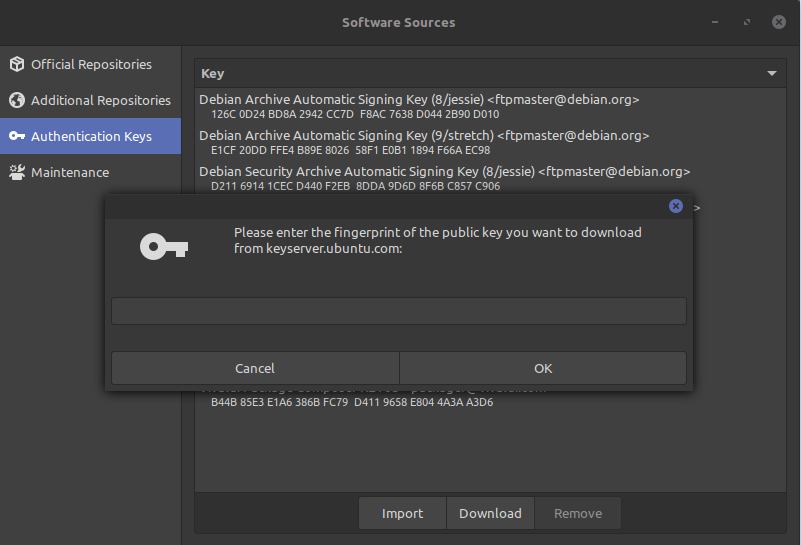 Software Sources
Official Repositories
Additional Repositories
Authentication Keys
Maintenance
Key
Debian Archive Automatic Signing Key (8/jessie) <ftpmaster@debian.org>
126C 0D24 BD8A 2942 CC7D F8AC 7638 D044 2B90 D010
Debian Archive Automatic Signing Key (9/stretch) <ftpmaster@debian.org>
E1CF 20DD FFE4 B89E 8026 58F1 E0B1 1894 F66A EC98
Debian Security Archive Automatic Signing Key (8/jessie) <ftpmaster@debian.org>
D211 6914 1CEC D440 F2EB 8DDA 9D6D 8F6B C857 C906
>
Please enter the fingerprint of the public key you want to download
from keyserver.ubuntu.com:
Cancel
OK
B44B 85E3 E1A6 386B FC79 D411 9658 E804 4A3A A3D6
Import
Download
Remove